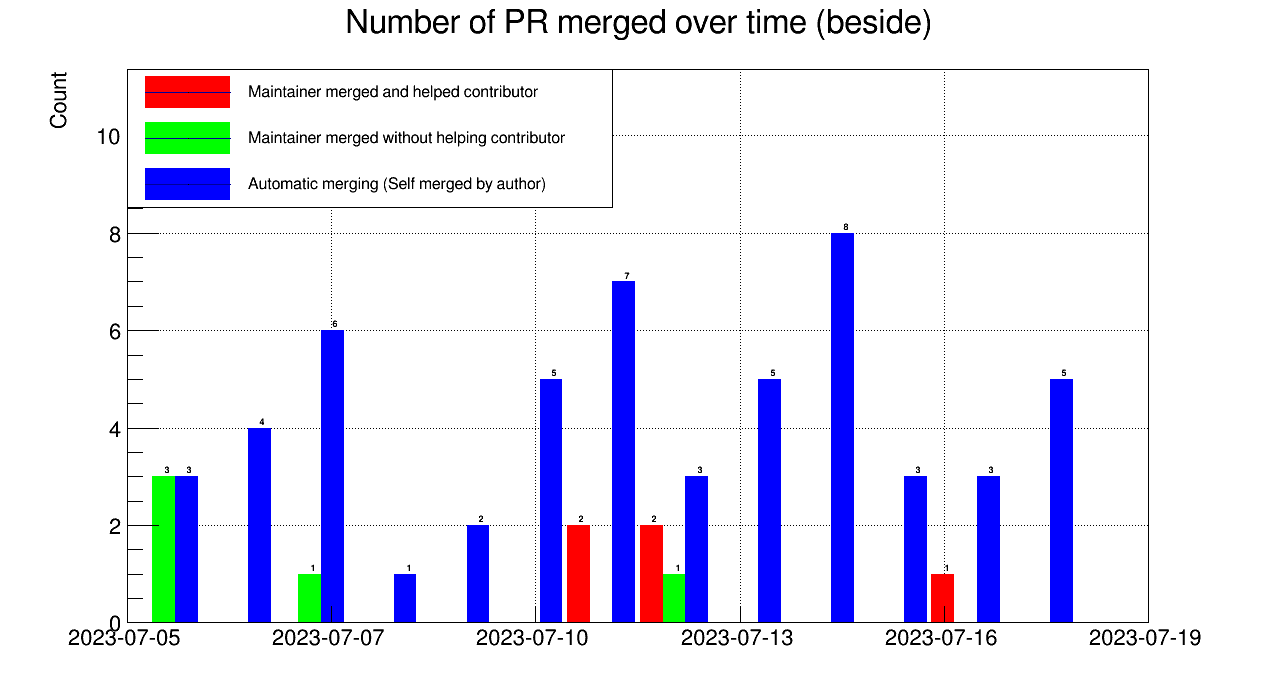 Number of PR merged over time (beside)
Count
Maintainer merged and helped contributor
Maintainer merged without helping contributor
Automatic merging (Self merged by author)
10
8
6
4
2
0
3 3 4 1 6 1 2 5 2 7 2 1 3 5 8 3 1 3 5
2023-07-05 2023-07-07 2023-07-10 2023-07-13 2023-07-16 2023-07-19